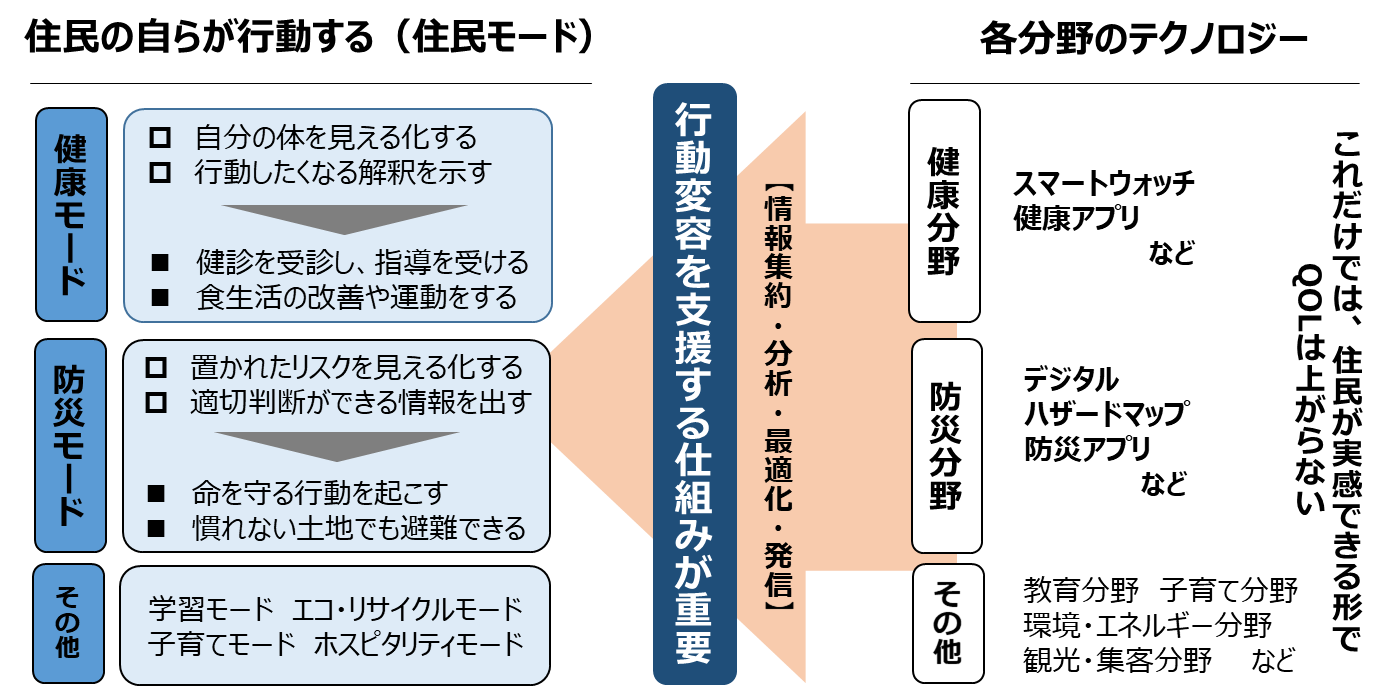 住民の自らが行動する（住民モード）
健康モード
自分の体を見える化する
行動したくなる解釈を示す
健診を受診し、指導を受ける
食生活の改善や運動をする
防災モード
置かれたリスクを見える化する
適切判断ができる情報を出す
命を守る行動を起こす
慣れない土地でも避難できる
その他
学習モード　エコ・リサイクルモード
子育てモード　ホスピタリティモード
行動変容を支援する仕組みが重要
【情報集約・分析・最適化・発信】
各分野のテクノロジー
健康分野
スマートウォッチ
健康アプリ
など
防災分野
デジタル
ハザードマップ
防災アプリ
など
その他
教育分野　子育て分野
環境・エネルギー分野
観光・集客分野　など
これだけでは、住民が実感できる形で
QOLは上がらない